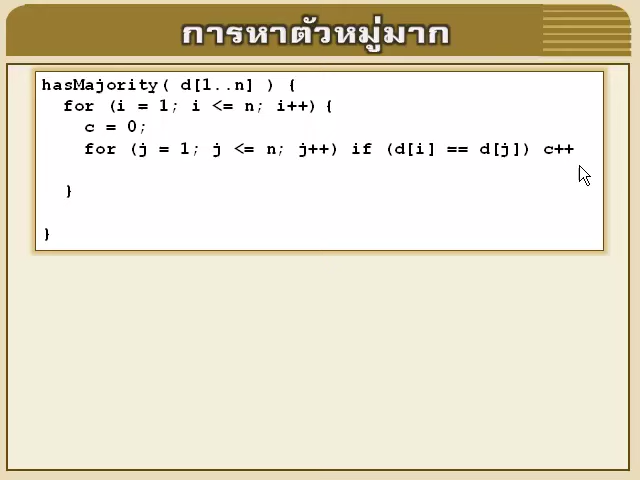 การหาตัวหมู่มาก
hasMajority( d[1..n] ) {
for (i = 1; i <= n; i++) {
c = 0;
for (j = 1; j <= n; j++) if (d[i] == d[j]) c++
}
}